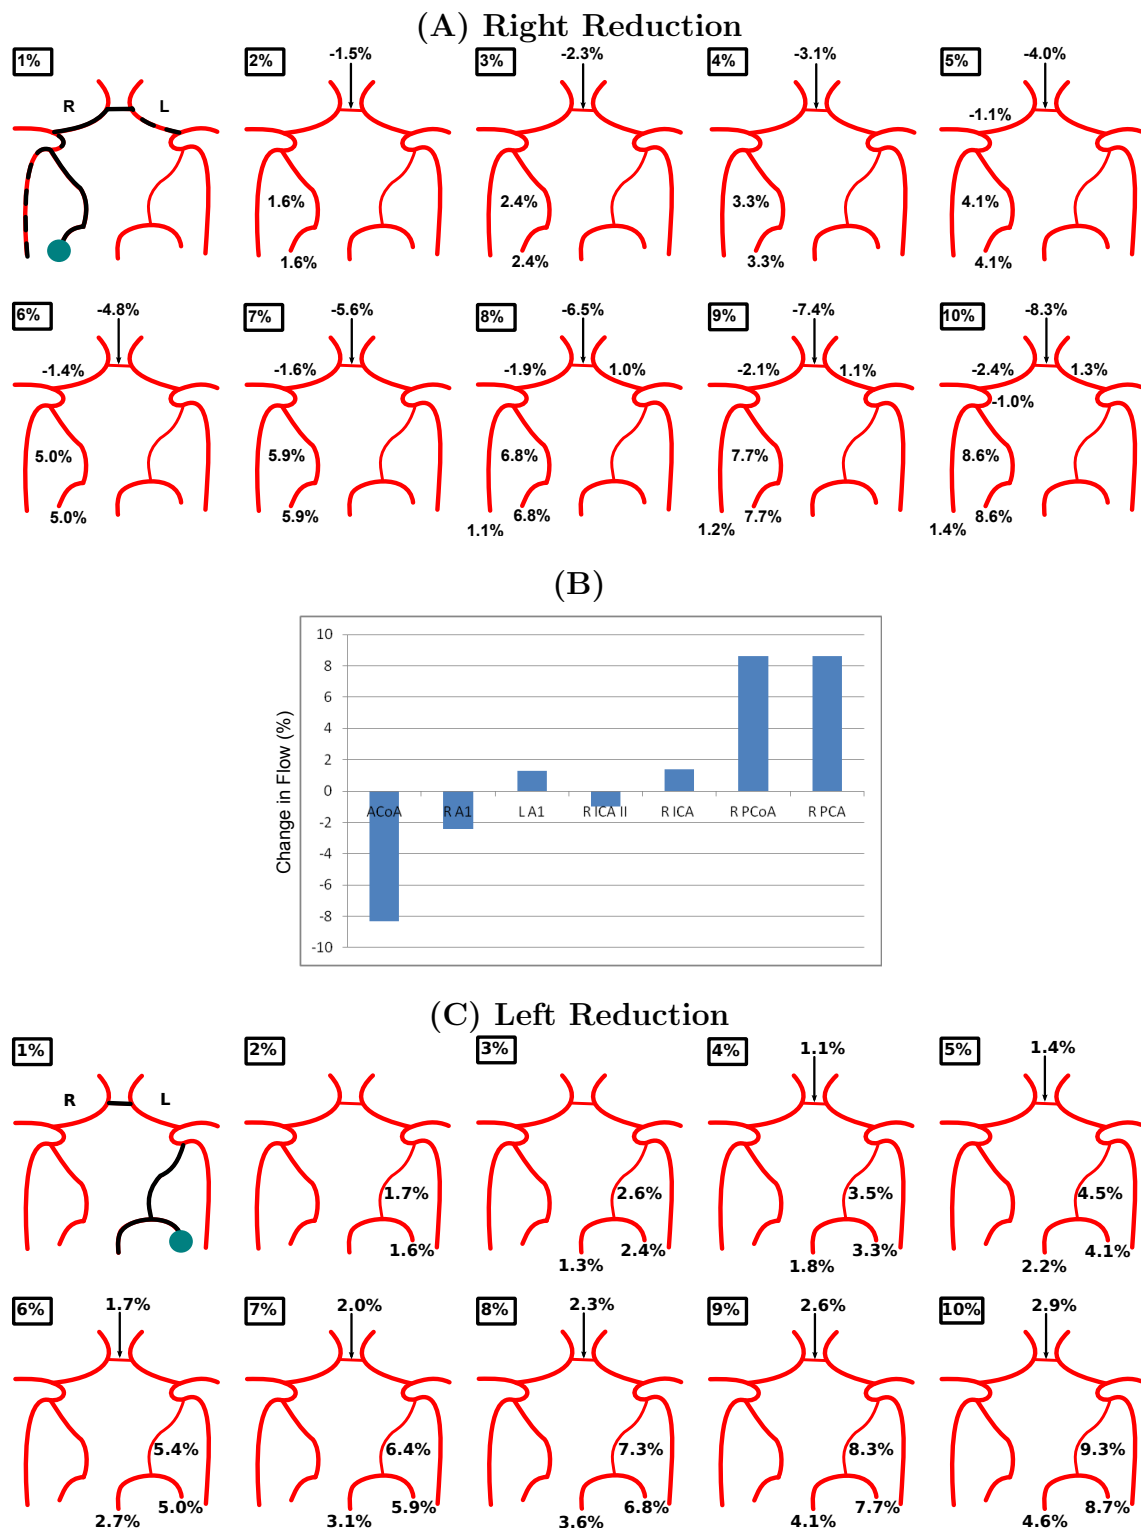 (A) Right Reduction
1% 2% -1.5% 3% -2.3% 4% -3.1% 5% -4.0%
R L -1.1%
1.6% 2.4% 3.3% 4.1%
1.6% 2.4% 3.3% 4.1%
6% -4.8% 7% -5.6% 8% -6.5% 9% -7.4% 10% -8.3%
-1.4% -1.6% -1.9% 1.0% -2.1% 1.1% -2.4% 1.3%
-1.0%
5.0% 5.9% 6.8% 7.7% 8.6%
5.0% 5.9% 6.8% 7.7% 8.6%
1.1% 1.2% 1.4%
(B)
Change in Flow (%)
10
8
6
4
2
0
-2
-4
-6
-8
-10
ACoA R A1 L A1 R ICA II R ICA R PCoA R PCA
(C) Left Reduction
1% 2% 3% 4% 1.1% 5% 1.4%
R L
1.7% 2.6% 3.5% 4.5%
1.6% 2.4% 3.3% 4.1%
1.3% 1.8% 2.2%
6% 1.7% 7% 2.0% 8% 2.3% 9% 2.6% 10% 2.9%
5.4% 6.4% 7.3% 8.3% 9.3%
5.0% 5.9% 6.8% 7.7% 8.7%
2.7% 3.1% 3.6% 4.1% 4.6%